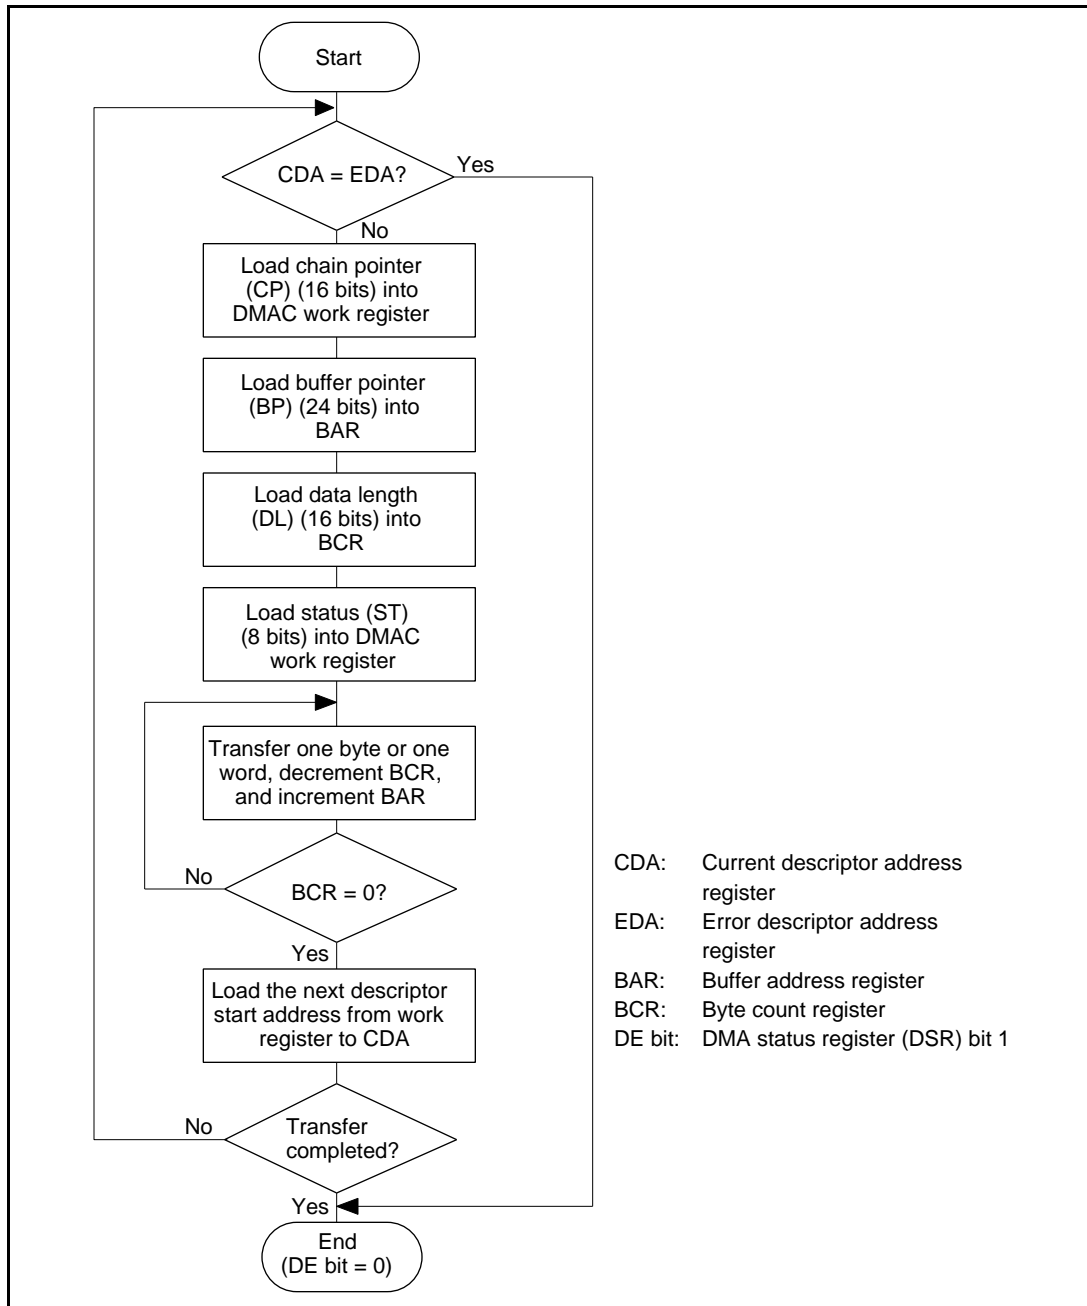 Start
CDA = EDA?
Yes
No
Load chain pointer
(CP) (16 bits) into
DMAC work register
Load buffer pointer
(BP) (24 bits) into
BAR
Load data length
(DL) (16 bits) into
BCR
Load status (ST)
(8 bits) into DMAC
work register
Transfer one byte or one
word, decrement BCR,
and increment BAR
No
BCR = 0?
Yes
Load the next descriptor
start address from work
register to CDA
No
Transfer
completed?
Yes
End
(DE bit = 0)
CDA: Current descriptor address
register
EDA: Error descriptor address
register
BAR: Buffer address register
BCR: Byte count register
DE bit: DMA status register (DSR) bit 1